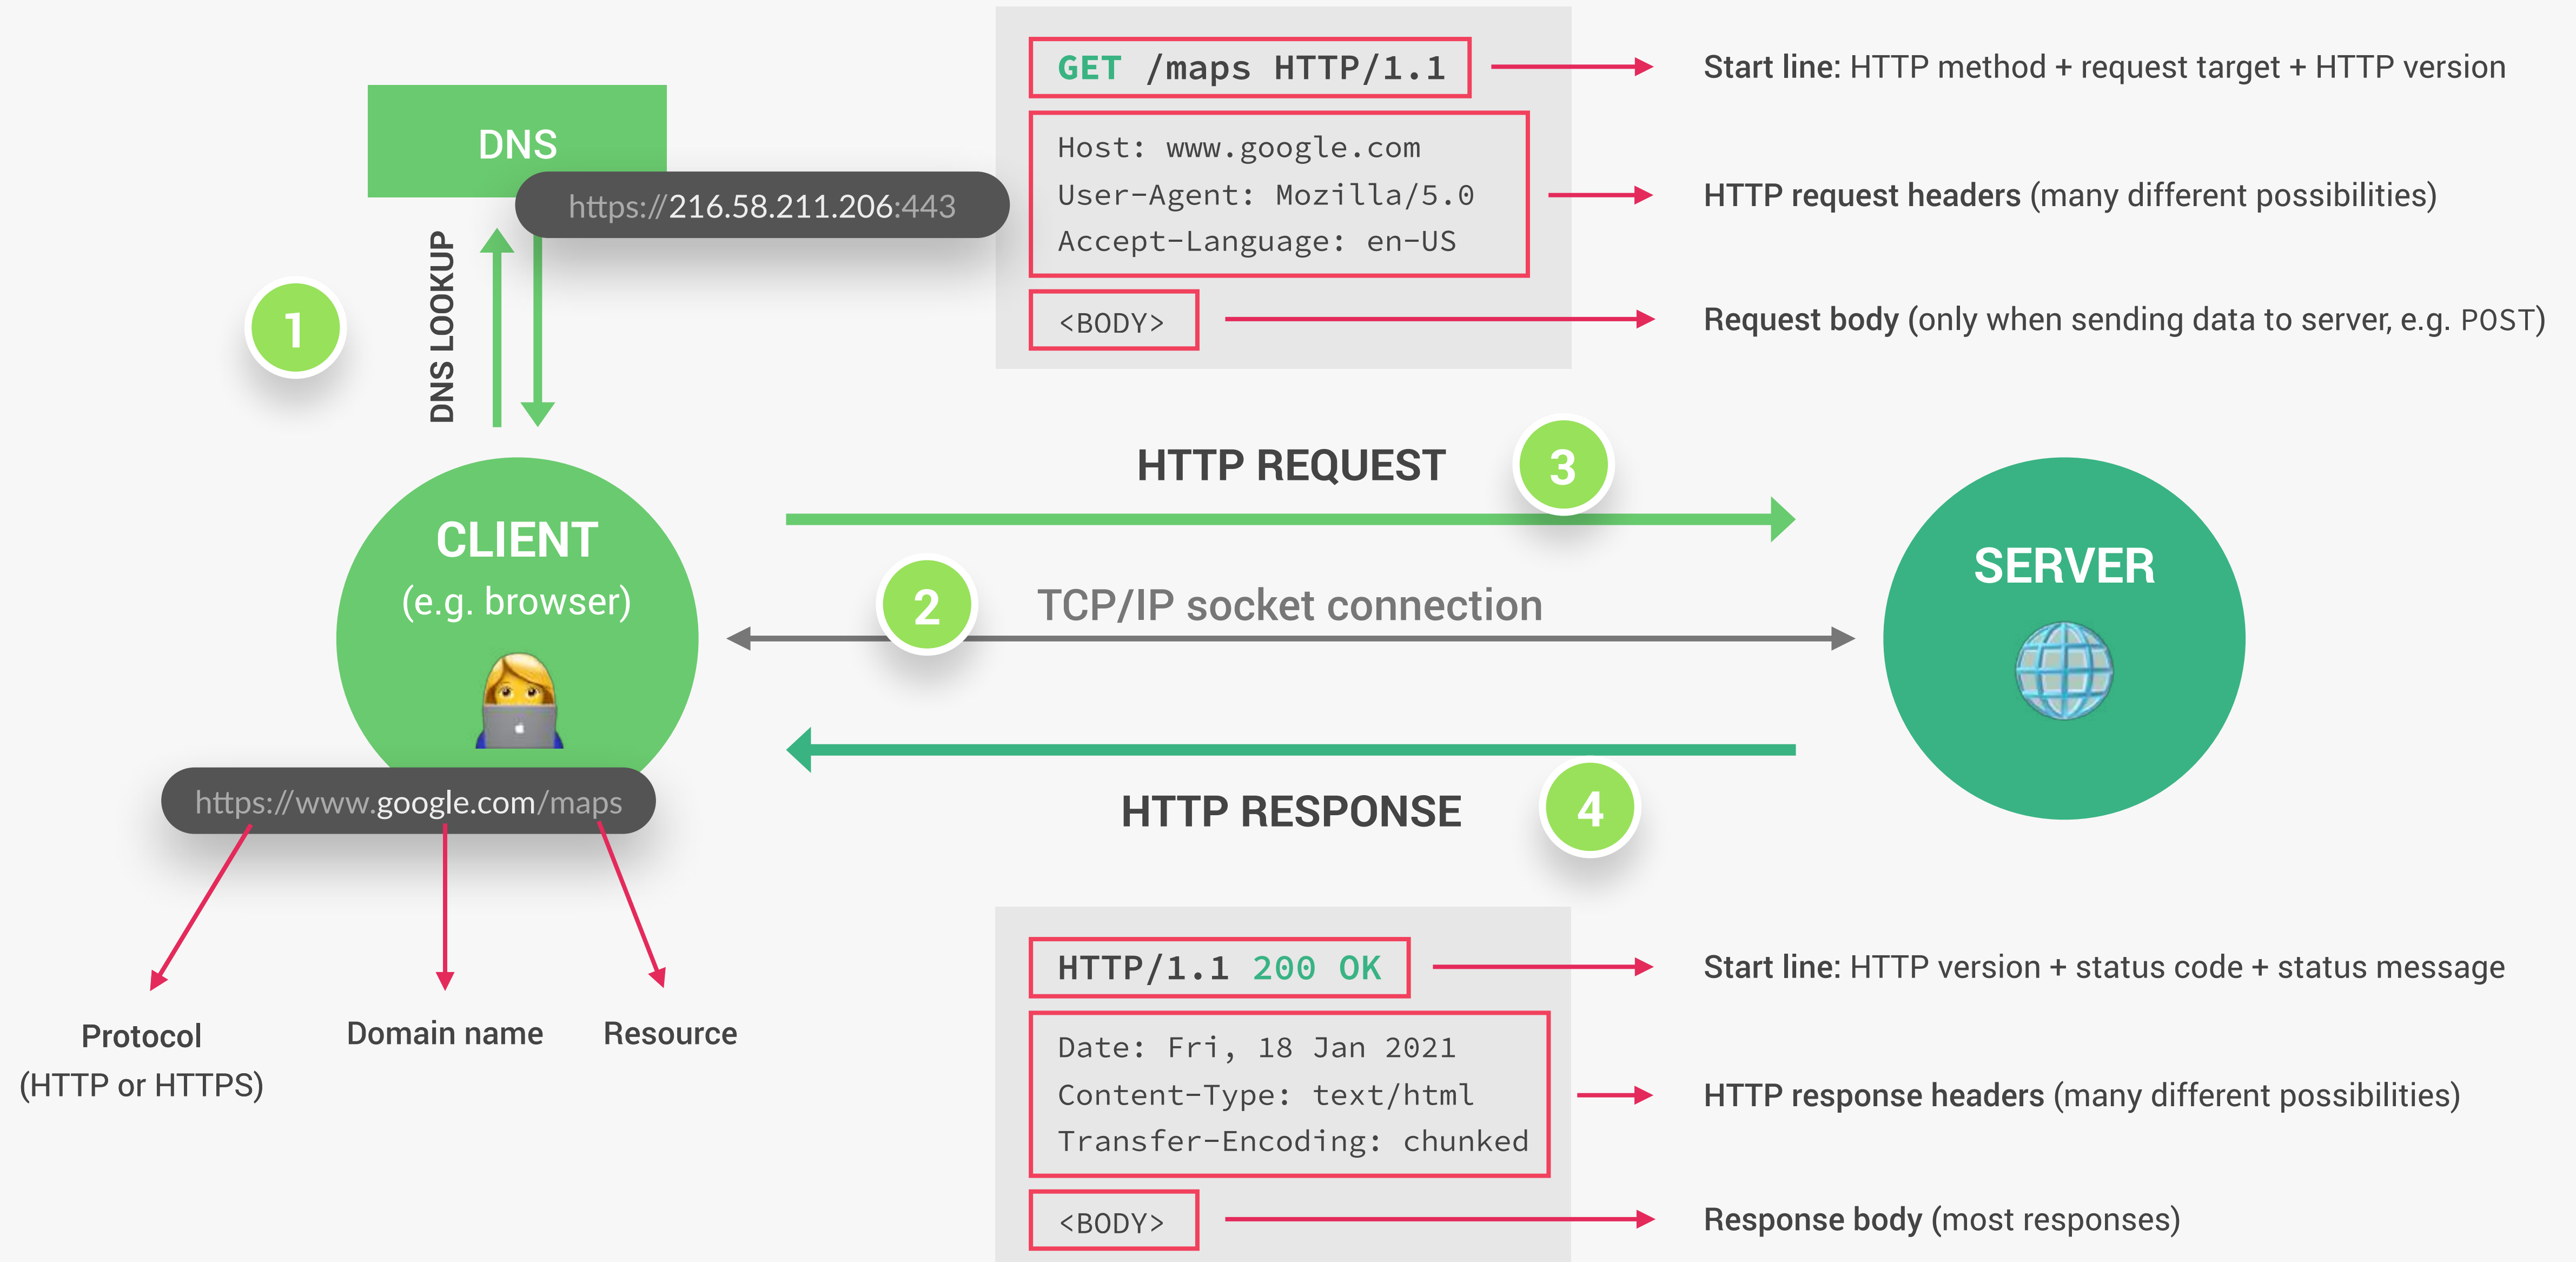 DNS
https://216.58.211.206:443
DNS LOOKUP
1
GET /maps HTTP/1.1
Start line: HTTP method + request target + HTTP version
Host: www.google.com
User-Agent: Mozilla/5.0
Accept-Language: en-US
HTTP request headers (many different possibilities)
<BODY>
Request body (only when sending data to server, e.g. POST)
HTTP REQUEST
3
CLIENT
(e.g. browser)
2
TCP/IP socket connection
SERVER
HTTP RESPONSE
4
https://www.google.com/maps
Protocol
(HTTP or HTTPS)
Domain name
Resource
HTTP/1.1 200 OK
Start line: HTTP version + status code + status message
Date: Fri, 18 Jan 2021
Content-Type: text/html
Transfer-Encoding: chunked
HTTP response headers (many different possibilities)
<BODY>
Response body (most responses)